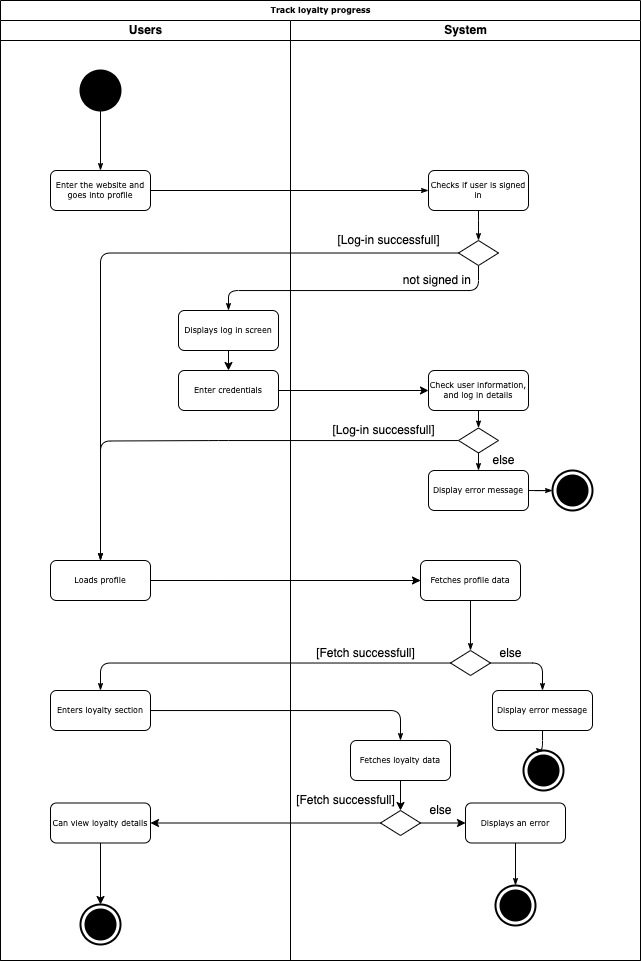 Track loyalty progress
Users
System
Enter the website and
goes into profile
Checks if user is signed
in
[Log-in successfull]
not signed in
Displays log in screen
Enter credentials
Check user information,
and log in details
[Log-in successfull]
else
Display error message
Loads profile
Fetches profile data
[Fetch successfull]
else
Enters loyalty section
Display error message
Fetches loyalty data
[Fetch successfull]
else
Can view loyalty details
Displays an error